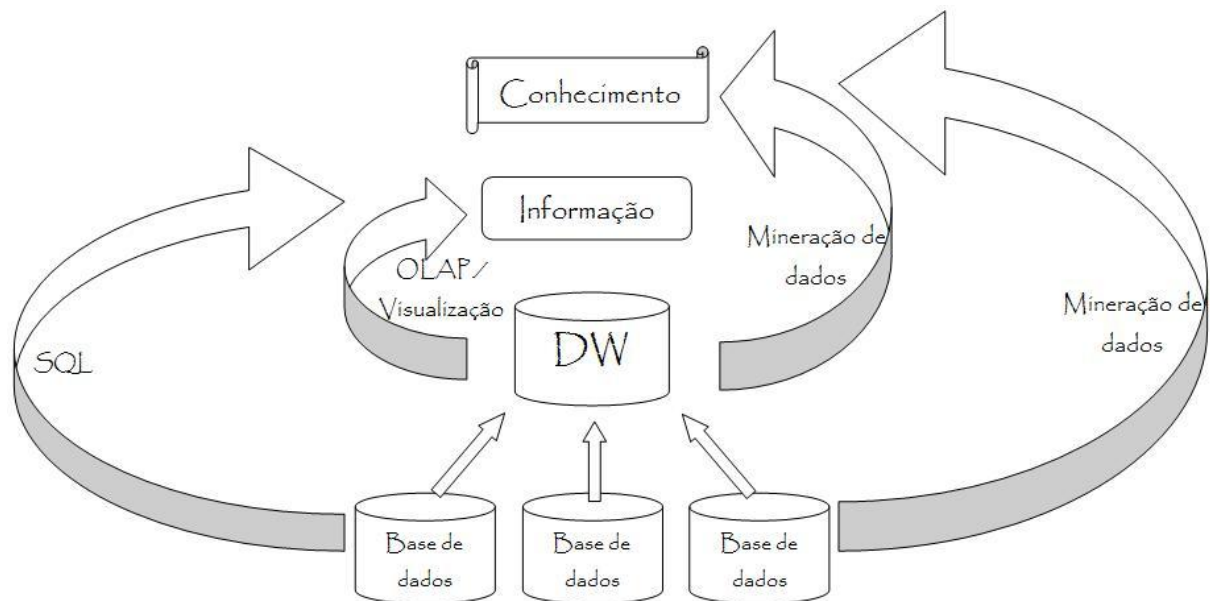 Conhecimento
Informação
OLAP /
Visualização
Mineração de
dados
Mineração de
dados
SQL
DW
Base de
dados
Base de
dados
Base de
dados